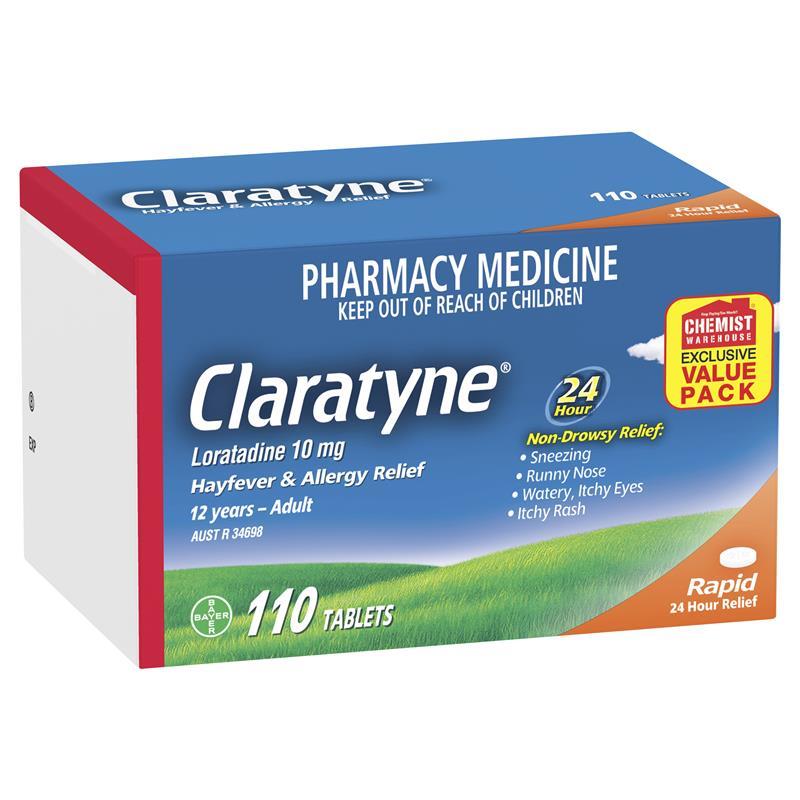 Claratyne®
Hayfever & Allergy Relief
110 TABLETS
Rapid
24 Hour Relief
PHARMACY MEDICINE
KEEP OUT OF REACH OF CHILDREN
CHEMIST
WAREHOUSE
EXCLUSIVE
VALUE
PACK
Claratyne®
Loratadine 10 mg
Hayfever & Allergy Relief
12 years – Adult
AUST R 34698
24
Hour
Non-Drowsy Relief:
• Sneezing
• Runny Nose
• Watery, Itchy Eyes
• Itchy Rash
Rapid
24 Hour Relief
BAYER
BAYER
110 TABLETS
EXP